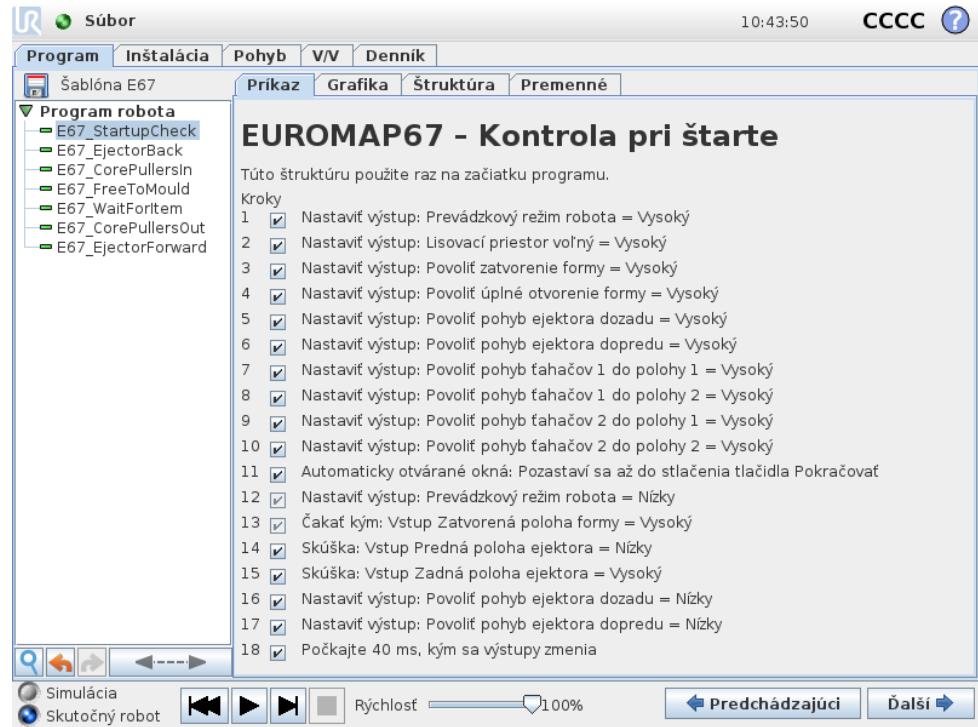 UR Súbor 10:43:50 CCCC ?
Program Inštalácia Pohyb V/V Denník
Šablóna E67 Príkaz Grafika Štruktúra Premenné
Program robota
E67_StartupCheck
E67_EjectorBack
E67_CorePullersIn
E67_FreeToMould
E67_WaitForItem
E67_CorePullersOut
E67_EjectorForward
EUROMAP67 – Kontrola pri štarte
Túto štruktúru použite raz na začiatku programu.
Kroky
1 Nastaviť výstup: Prevádzkový režim robota = Vysoký
2 Nastaviť výstup: Lisovací priestor voľný = Vysoký
3 Nastaviť výstup: Povoliť zatvorenie formy = Vysoký
4 Nastaviť výstup: Povoliť úplné otvorenie formy = Vysoký
5 Nastaviť výstup: Povoliť pohyb ejektora dozadu = Vysoký
6 Nastaviť výstup: Povoliť pohyb ejektora dopredu = Vysoký
7 Nastaviť výstup: Povoliť pohyb ťahačov 1 do polohy 1 = Vysoký
8 Nastaviť výstup: Povoliť pohyb ťahačov 1 do polohy 2 = Vysoký
9 Nastaviť výstup: Povoliť pohyb ťahačov 2 do polohy 1 = Vysoký
10 Nastaviť výstup: Povoliť pohyb ťahačov 2 do polohy 2 = Vysoký
11 Automaticky otvárané okná: Pozastaví sa až do stlačenia tlačidla Pokračovať
12 Nastaviť výstup: Prevádzkový režim robota = Nízky
13 Čakať kým: Vstup Zatvorená poloha formy = Vysoký
14 Skúška: Vstup Predná poloha ejektora = Nízky
15 Skúška: Vstup Zadná poloha ejektora = Vysoký
16 Nastaviť výstup: Povoliť pohyb ejektora dozadu = Nízky
17 Nastaviť výstup: Povoliť pohyb ejektora dopredu = Nízky
18 Počkajte 40 ms, kým sa výstupy zmenia
Simulácia
Skutočný robot
Rýchlosť 100% Predchádzajúci Ďalší